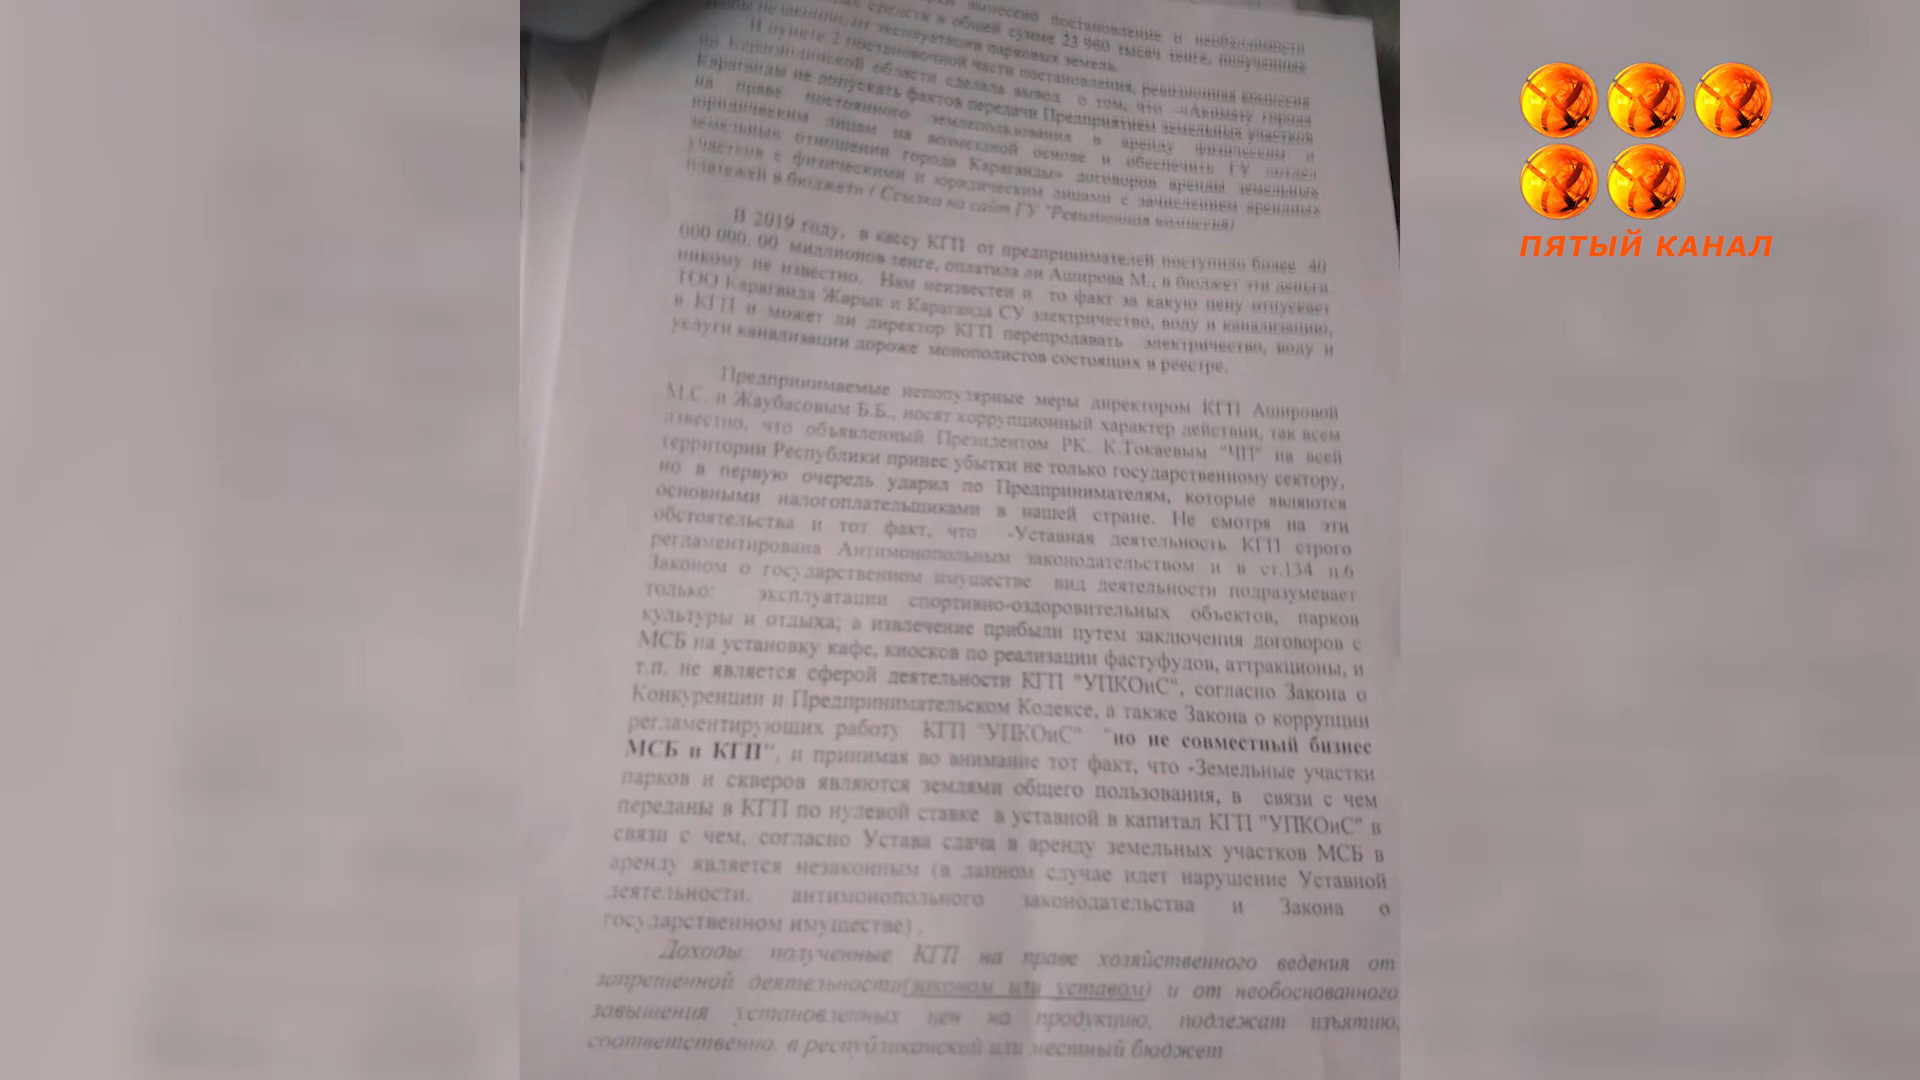 вынесено постановление о необходимости
средств в общей сумме 23 960 тысяч тенге, полученных
от эксплуатации парковых земель.
В пункте 2 постановочной части постановления, ревизионная комиссия
по Карагандинской области сделала вывод о том, что -«Акимату города
Караганды не допускать фактов передачи Предприятием земельных участков
на праве постоянного землепользования в аренду физическим и
юридическим лицам на возмездной основе и обеспечить ГУ «отдел
земельных отношений города Караганды» договоров аренды земельных
участков с физическими и юридическим лицами с зачислением арендных
платежей в бюджет» ( Ссылка на сайт ГУ "Ревизионная комиссия)
В 2019 году, в кассу КГП от предпринимателей поступило более 40
000 000, 00 миллионов тенге, оплатила ли Аширова М., в бюджет эти деньги
никому не известно. Нам неизвестен и то факт за какую цену отпускает
ТОО Караганда Жарык и Караганда СУ электричество, воду и канализацию,
в КГП и может ли директор КГП перепродавать электричество, воду и
услуги канализации дороже монополистов состоящих в реестре.
Предпринимаемые непопулярные меры директором КГП Ашировой
М.С. и Жаубасовым Б.Б., носят коррупционный характер действии, так всем
известно, что объявленный Президентом РК К.Токаевым "ЧП" на всей
территории Республики принес убытки не только государственному сектору,
но в первую очередь ударил по Предпринимателям, которые являются
основными налогоплательщиками в нашей стране. Не смотря на эти
обстоятельства и тот факт, что -Уставная деятельность КГП строго
регламентирована Антимонопольным законодательством и в ст.134 п.6
Законом о государственном имуществе вид деятельности подразумевает
только: эксплуатации спортивно-оздоровительных объектов, парков
культуры и отдыха; а извлечение прибыли путем заключения договоров с
МСБ на установку кафе, киосков по реализации фастуфудов, аттракционы, и
т.п. не является сферой деятельности КГП "УПКОиС", согласно Закона о
Конкуренции и Предпринимательском Кодексе, а также Закона о коррупции
регламентирующих работу КГП "УПКОиС" "но не совместный бизнес
МСБ и КГП", и принимая во внимание тот факт, что -Земельные участки
парков и скверов являются землями общего пользования, в связи с чем
переданы в КГП по нулевой ставке в уставной в капитал КГП "УПКОиС" в
связи с чем, согласно Устава сдача в аренду земельных участков МСБ в
аренду является незаконным (в данном случае идет нарушение Уставной
деятельности, антимонопольного законодательства и Закона о
государственном имуществе) .
Доходы, полученные КГП на праве хозяйственного ведения от
запрещенной деятельности(законом или уставом) и от необоснованного
завышения установленных цен на продукцию, подлежат изъятию,
соответственно, в республиканский или местный бюджет
ПЯТЫЙ КАНАЛ